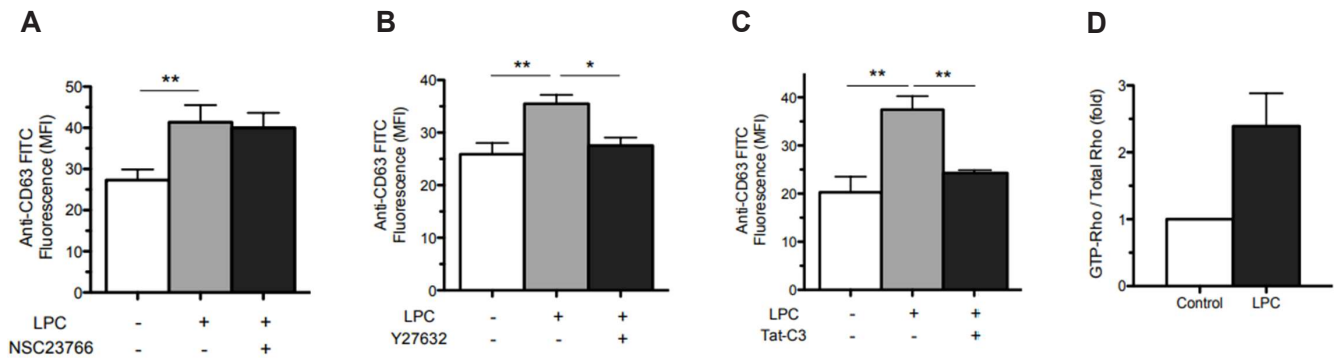 A
Anti-CD63 FITC
Fluorescence (MFI)
50
40
30
20
10
0
**
LPC - + +
NSC23766 - - +
B
Anti-CD63 FITC
Fluorescence (MFI)
40
30
20
10
0
** *
LPC - + +
Y27632 - - +
C
Anti-CD63 FITC
Fluorescence (MFI)
40
30
20
10
0
** **
LPC - + +
Tat-C3 - - +
D
GTP-Rho / Total Rho (fold)
3
2
1
0
Control LPC